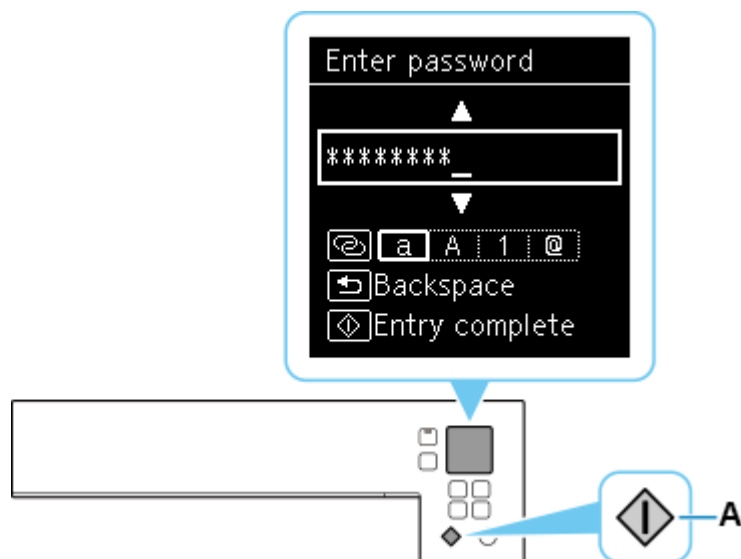 Enter password
********_
a A 1 @
Backspace
Entry complete
A